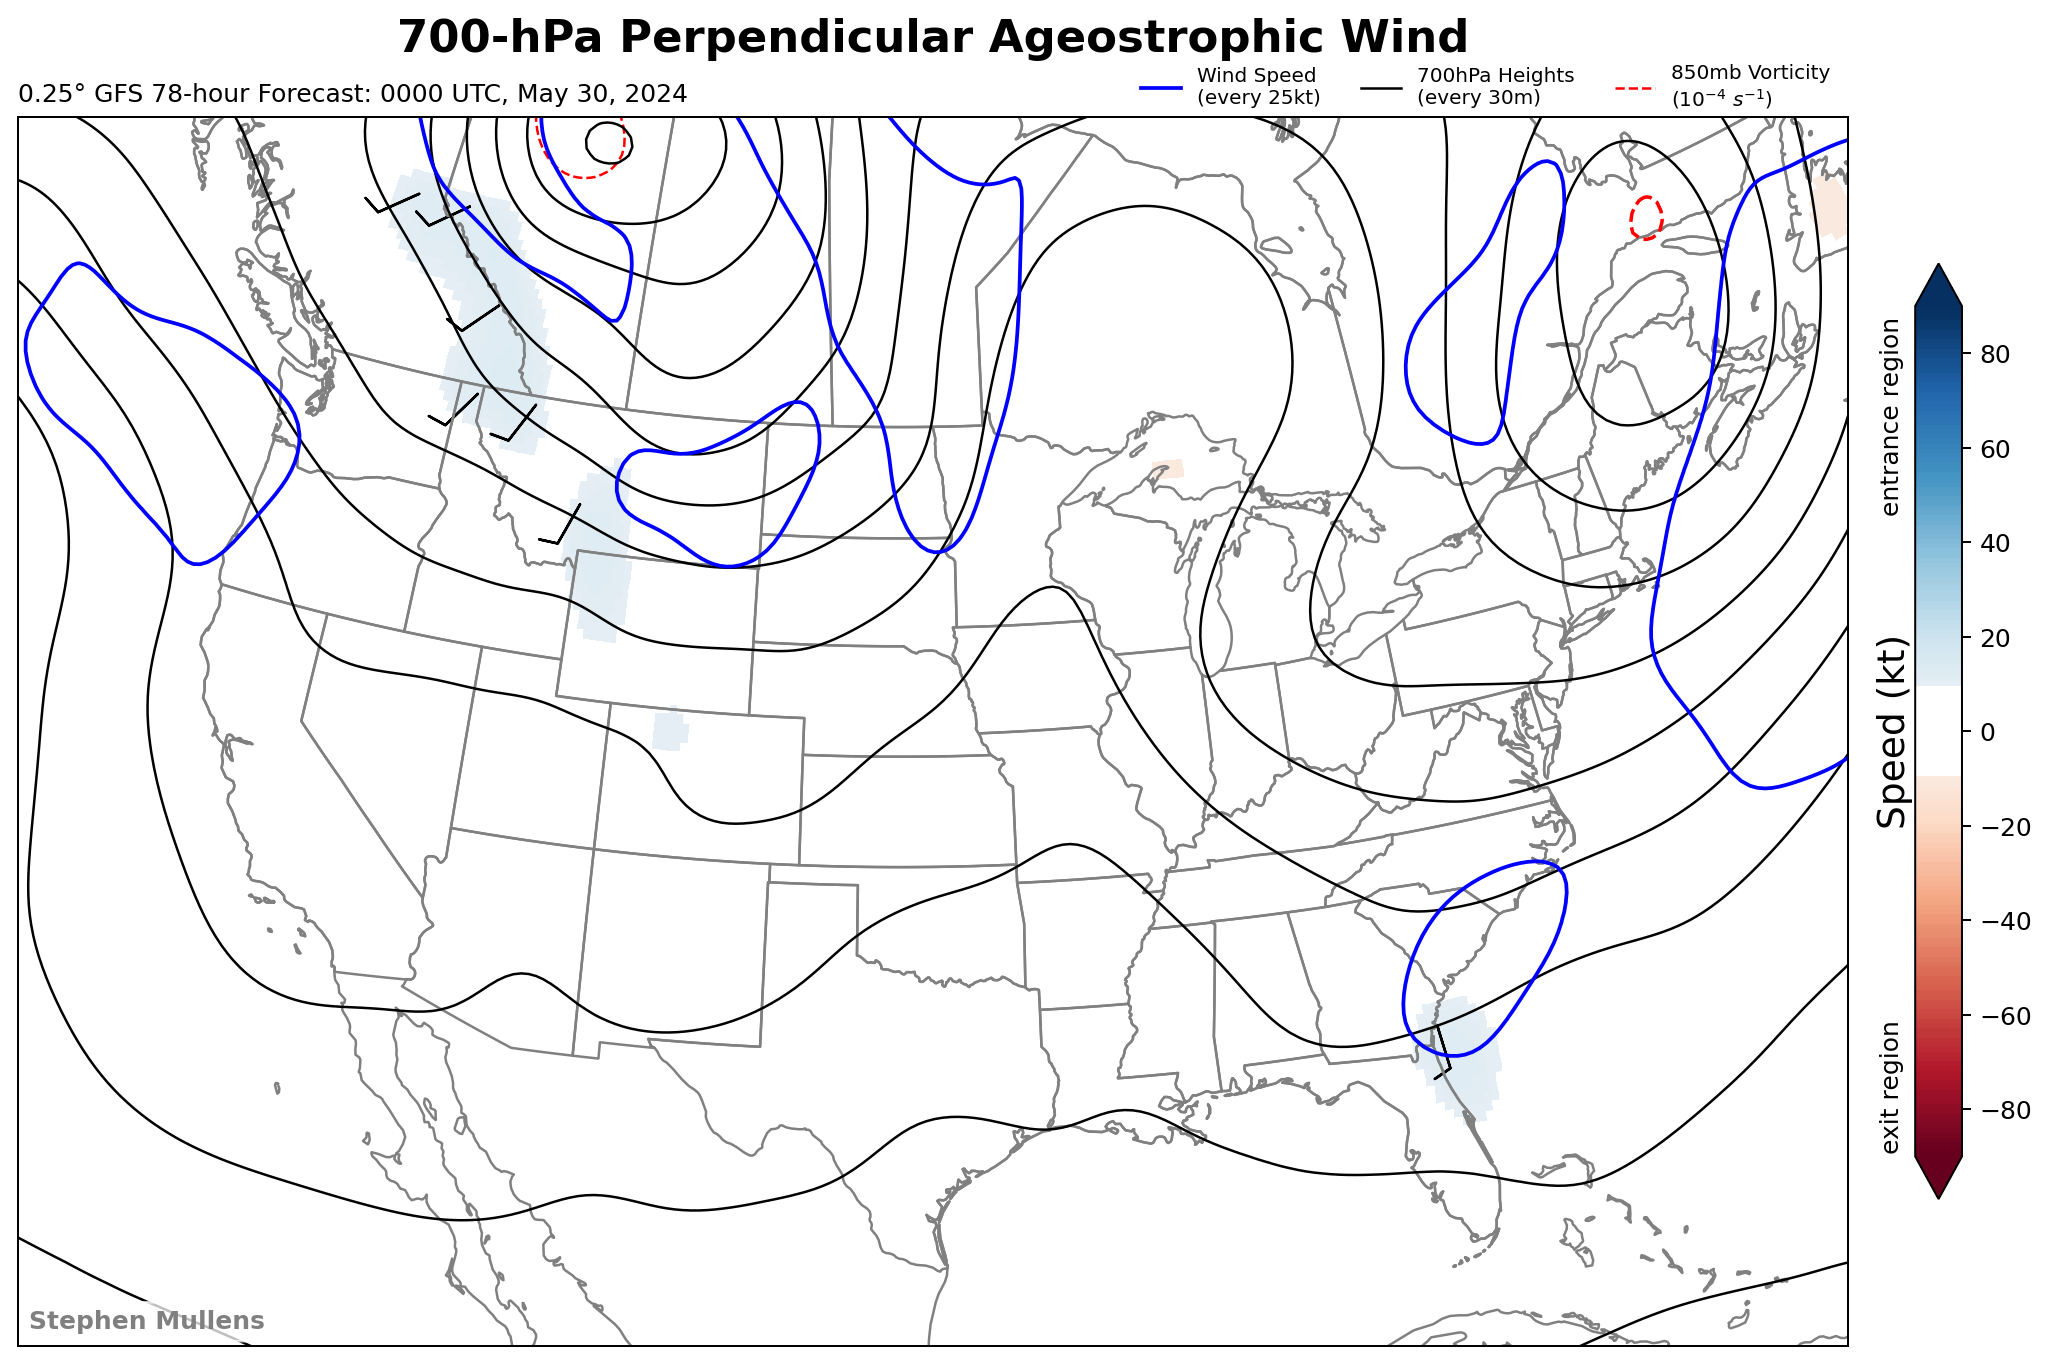 700-hPa Perpendicular Ageostrophic Wind
0.25° GFS 78-hour Forecast: 0000 UTC, May 30, 2024
Wind Speed
(every 25kt)
700hPa Heights
(every 30m)
850mb Vorticity
(10⁻⁴ s⁻¹)
entrance region
Speed (kt)
exit region
80
60
40
20
0
−20
−40
−60
−80
Stephen Mullens